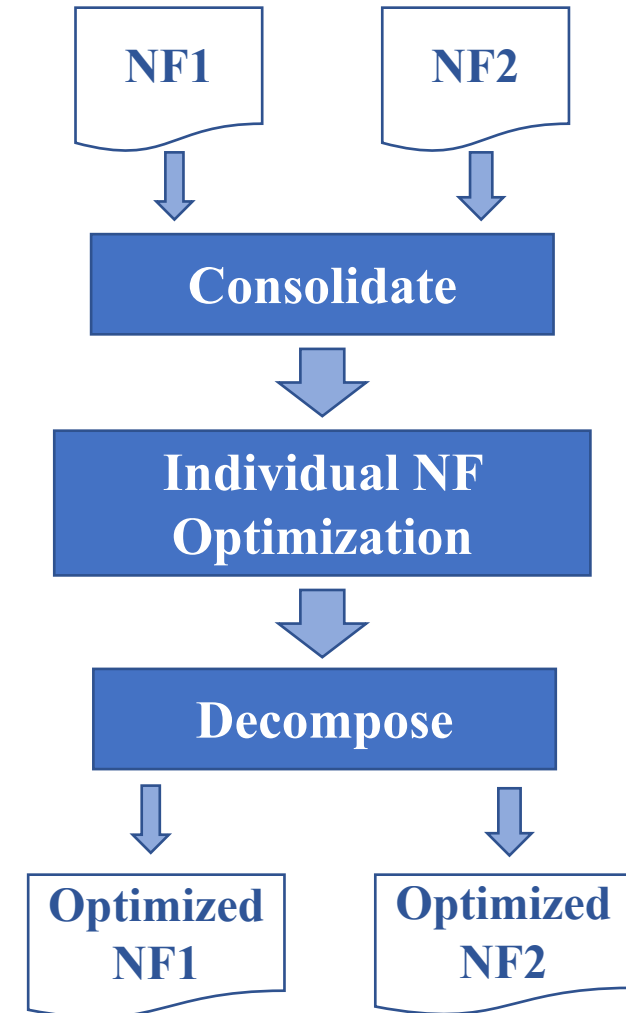 NF1
NF2
Consolidate
Individual NF
Optimization
Decompose
Optimized
NF1
Optimized
NF2